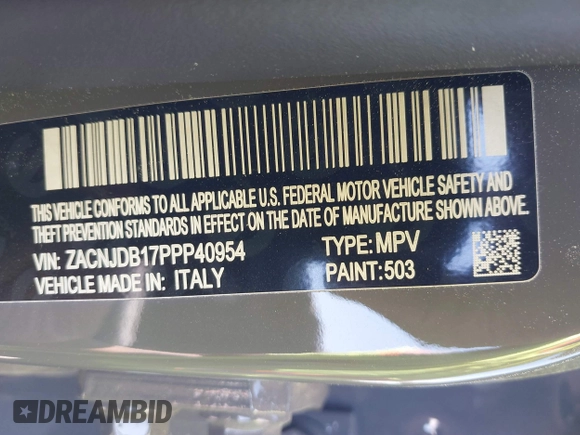 THIS VEHICLE CONFORMS TO ALL APPLICABLE U.S. FEDERAL MOTOR VEHICLE SAFETY AND
THEFT PREVENTION STANDARDS IN EFFECT ON THE DATE OF MANUFACTURE SHOWN ABOVE.
VIN: ZACNJDB17PPP40954 TYPE: MPV
VEHICLE MADE IN: ITALY PAINT: 503
DREAMBID